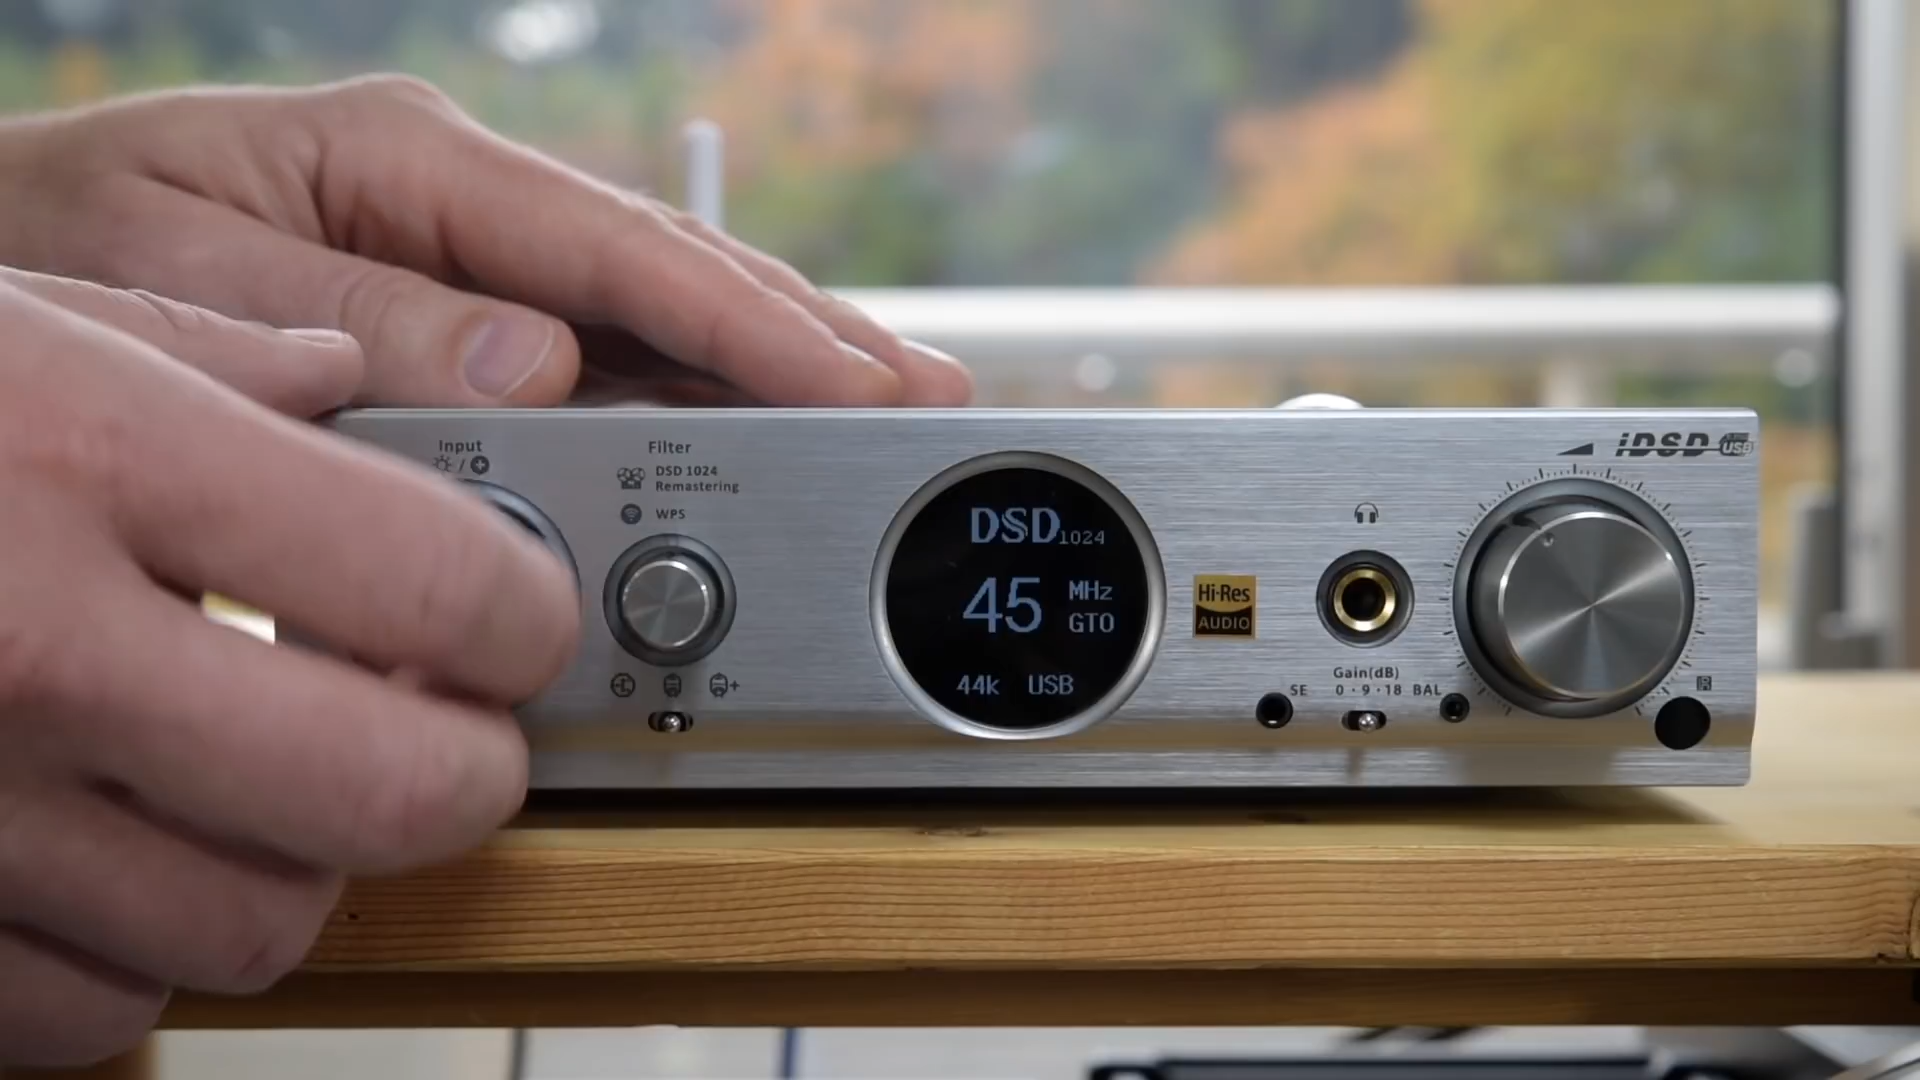 Input
/
Filter
DSD 1024
Remastering
WPS
DSD1024
45 MHz
GTO
44k USB
Hi-Res
AUDIO
Gain(dB)
SE 0·9·18 BAL
iDSD
USB
iR